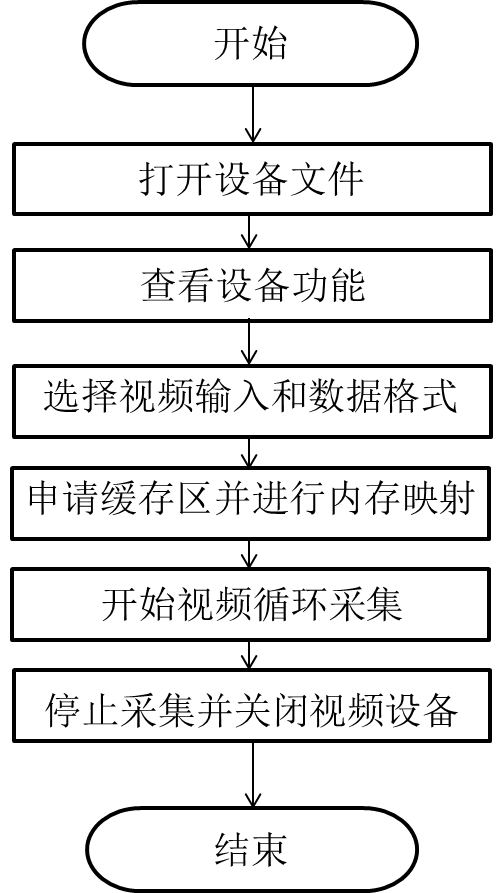 开始
打开设备文件
查看设备功能
选择视频输入和数据格式
申请缓存区并进行内存映射
开始视频循环采集
停止采集并关闭视频设备
结束